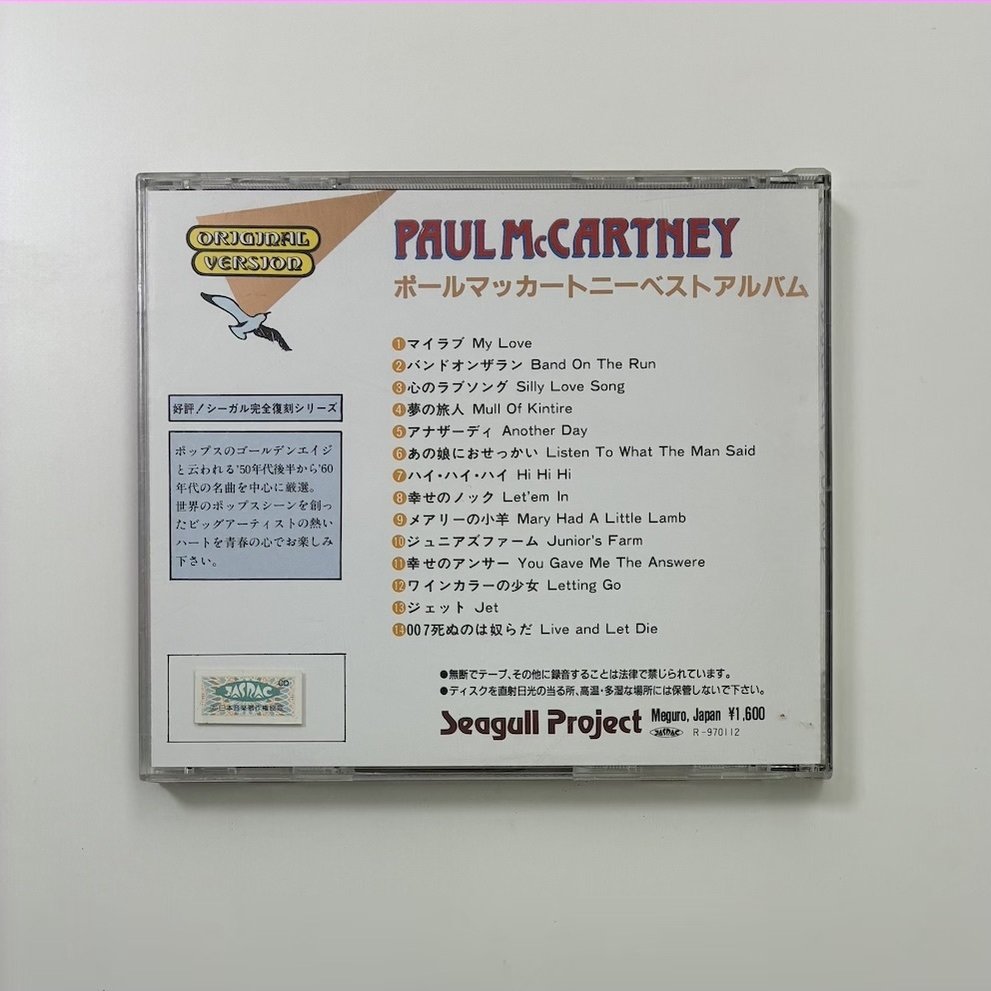 ORIGINAL
VERSION
PAUL McCARTNEY
ポールマッカートニーベストアルバム
1 マイラブ My Love
2 バンドオンザラン Band On The Run
3 心のラブソング Silly Love Song
4 夢の旅人 Mull Of Kintire
5 アナザーディ Another Day
6 あの娘におせっかい Listen To What The Man Said
7 ハイ・ハイ・ハイ Hi Hi Hi
8 幸せのノック Let'em In
9 メアリーの小羊 Mary Had A Little Lamb
10 ジュニアズファーム Junior's Farm
11 幸せのアンサー You Gave Me The Answere
12 ワインカラーの少女 Letting Go
13 ジェット Jet
14 007死ぬのは奴らだ Live and Let Die
好評!シーガル完全復刻シリーズ
ポップスのゴールデンエイジ
と云われる'50年代後半から'60
年代の名曲を中心に厳選。
世界のポップスシーンを創っ
たビッグアーティストの熱い
ハートを青春の心でお楽しみ
下さい。
CD
JASRAC
日本音楽著作権協会
●無断でテープ、その他に録音することは法律で禁じられています。
●ディスクを直射日光の当る所、高温・多湿な場所には保管しないで下さい。
Seagull Project Meguro, Japan ¥1,600
JASRAC R-970112